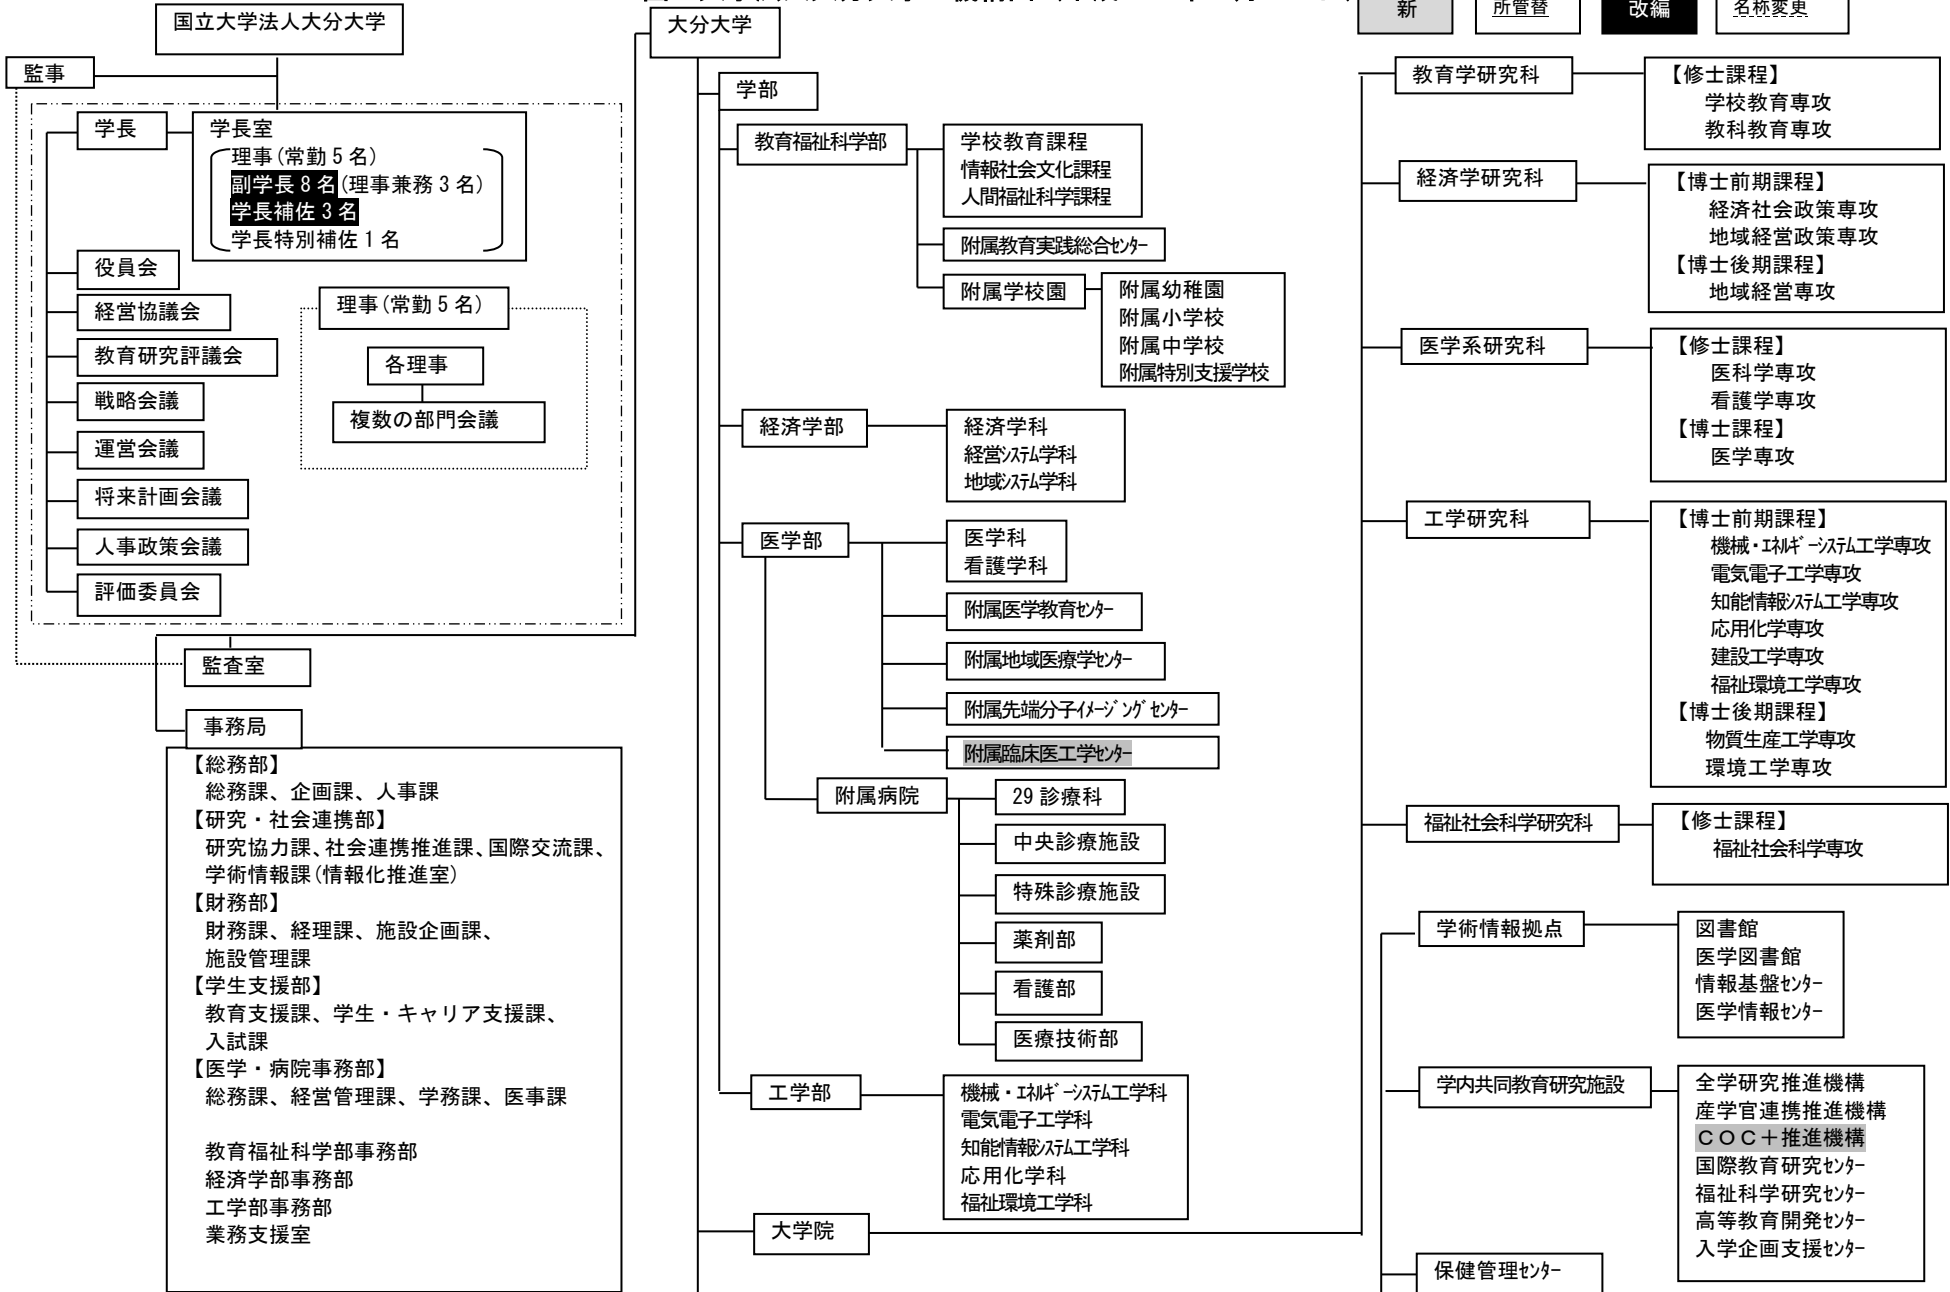 新
所管替
改編
名称変更
国立大学法人大分大学
監事
学長
学長室
理事(常勤5名)
副学長8名(理事兼務3名)
学長補佐3名
学長特別補佐1名
役員会
経営協議会
教育研究評議会
戦略会議
運営会議
将来計画会議
人事政策会議
評価委員会
理事(常勤5名)
各理事
複数の部門会議
監査室
事務局
【総務部】
総務課、企画課、人事課
【研究・社会連携部】
研究協力課、社会連携推進課、国際交流課、
学術情報課(情報化推進室)
【財務部】
財務課、経理課、施設企画課、
施設管理課
【学生支援部】
教育支援課、学生・キャリア支援課、
入試課
【医学・病院事務部】
総務課、経営管理課、学務課、医事課
教育福祉科学部事務部
経済学部事務部
工学部事務部
業務支援室
大分大学
学部
教育福祉科学部
学校教育課程
情報社会文化課程
人間福祉科学課程
附属教育実践総合ｾﾝﾀｰ
附属学校園
附属幼稚園
附属小学校
附属中学校
附属特別支援学校
経済学部
経済学科
経営ｼｽﾃﾑ学科
地域ｼｽﾃﾑ学科
医学部
医学科
看護学科
附属医学教育ｾﾝﾀｰ
附属地域医療学ｾﾝﾀｰ
附属先端分子ｲﾒｰｼﾞﾝｸﾞｾﾝﾀｰ
附属臨床医工学ｾﾝﾀｰ
附属病院
29診療科
中央診療施設
特殊診療施設
薬剤部
看護部
医療技術部
工学部
機械・ｴﾈﾙｷﾞｰｼｽﾃﾑ工学科
電気電子工学科
知能情報ｼｽﾃﾑ工学科
応用化学科
福祉環境工学科
大学院
教育学研究科
【修士課程】
学校教育専攻
教科教育専攻
経済学研究科
【博士前期課程】
経済社会政策専攻
地域経営政策専攻
【博士後期課程】
地域経営専攻
医学系研究科
【修士課程】
医科学専攻
看護学専攻
【博士課程】
医学専攻
工学研究科
【博士前期課程】
機械・ｴﾈﾙｷﾞｰｼｽﾃﾑ工学専攻
電気電子工学専攻
知能情報ｼｽﾃﾑ工学専攻
応用化学専攻
建設工学専攻
福祉環境工学専攻
【博士後期課程】
物質生産工学専攻
環境工学専攻
福祉社会科学研究科
【修士課程】
福祉社会科学専攻
学術情報拠点
図書館
医学図書館
情報基盤ｾﾝﾀｰ
医学情報ｾﾝﾀｰ
学内共同教育研究施設
全学研究推進機構
産学官連携推進機構
ＣＯＣ＋推進機構
国際教育研究ｾﾝﾀｰ
福祉科学研究ｾﾝﾀｰ
高等教育開発ｾﾝﾀｰ
入学企画支援ｾﾝﾀｰ
保健管理ｾﾝﾀｰ